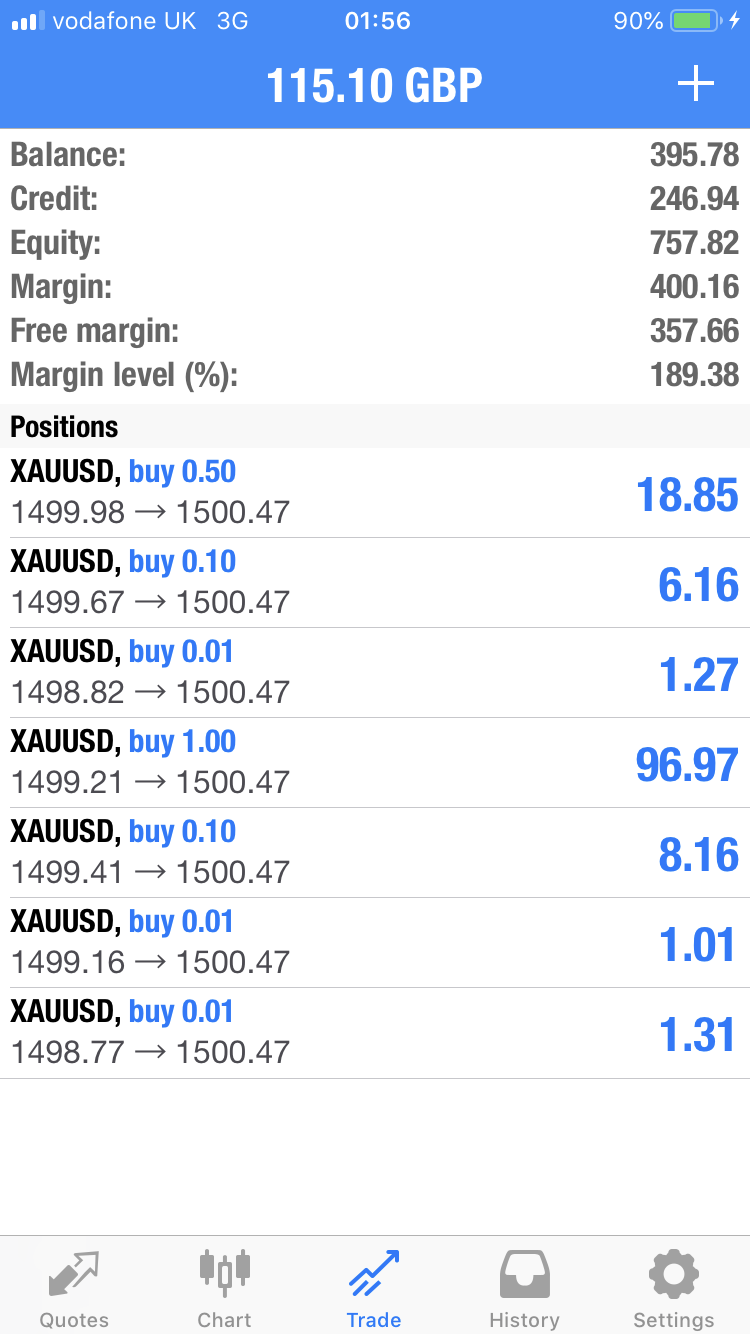 vodafone UK 3G 01:56 90%
115.10 GBP +
Balance: 395.78
Credit: 246.94
Equity: 757.82
Margin: 400.16
Free margin: 357.66
Margin level (%): 189.38
Positions
XAUUSD, buy 0.50
1499.98 → 1500.47 18.85
XAUUSD, buy 0.10
1499.67 → 1500.47 6.16
XAUUSD, buy 0.01
1498.82 → 1500.47 1.27
XAUUSD, buy 1.00
1499.21 → 1500.47 96.97
XAUUSD, buy 0.10
1499.41 → 1500.47 8.16
XAUUSD, buy 0.01
1499.16 → 1500.47 1.01
XAUUSD, buy 0.01
1498.77 → 1500.47 1.31
Quotes Chart Trade History Settings